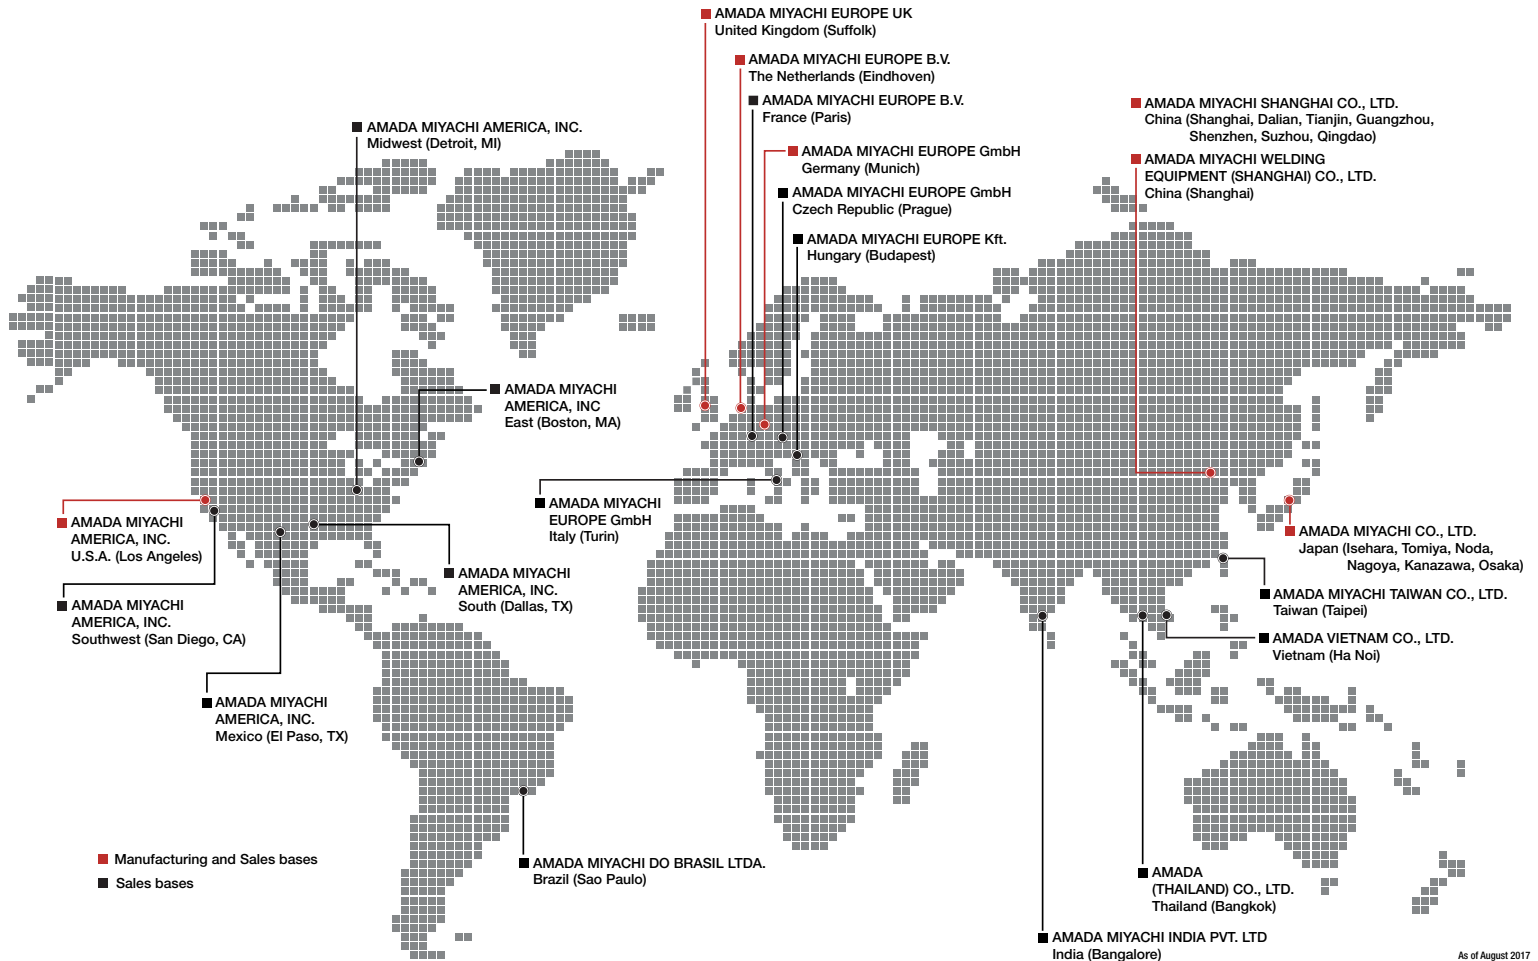 AMADA MIYACHI EUROPE UK
United Kingdom (Suffolk)
AMADA MIYACHI EUROPE B.V.
The Netherlands (Eindhoven)
AMADA MIYACHI EUROPE B.V.
France (Paris)
AMADA MIYACHI SHANGHAI CO., LTD.
China (Shanghai, Dalian, Tianjin, Guangzhou,
Shenzhen, Suzhou, Qingdao)
AMADA MIYACHI AMERICA, INC.
Midwest (Detroit, MI)
AMADA MIYACHI EUROPE GmbH
Germany (Munich)
AMADA MIYACHI WELDING
EQUIPMENT (SHANGHAI) CO., LTD.
China (Shanghai)
AMADA MIYACHI EUROPE GmbH
Czech Republic (Prague)
AMADA MIYACHI EUROPE Kft.
Hungary (Budapest)
AMADA MIYACHI
AMERICA, INC
East (Boston, MA)
AMADA MIYACHI
EUROPE GmbH
Italy (Turin)
AMADA MIYACHI
AMERICA, INC.
U.S.A. (Los Angeles)
AMADA MIYACHI CO., LTD.
Japan (Isehara, Tomiya, Noda,
Nagoya, Kanazawa, Osaka)
AMADA MIYACHI
AMERICA, INC.
South (Dallas, TX)
AMADA MIYACHI TAIWAN CO., LTD.
Taiwan (Taipei)
AMADA MIYACHI
AMERICA, INC.
Southwest (San Diego, CA)
AMADA VIETNAM CO., LTD.
Vietnam (Ha Noi)
AMADA MIYACHI
AMERICA, INC.
Mexico (El Paso, TX)
Manufacturing and Sales bases
Sales bases
AMADA MIYACHI DO BRASIL LTDA.
Brazil (Sao Paulo)
AMADA
(THAILAND) CO., LTD.
Thailand (Bangkok)
AMADA MIYACHI INDIA PVT. LTD
India (Bangalore)
As of August 2017